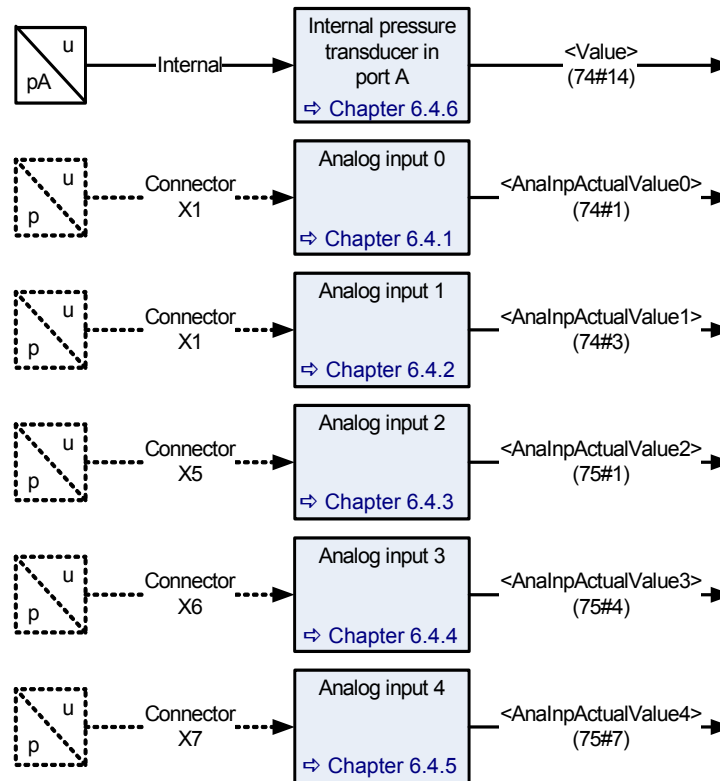 u
pA
Internal
Internal pressure
transducer in
port A
⇨ Chapter 6.4.6
<Value>
(74#14)
u
p
Connector
X1
Analog input 0
⇨ Chapter 6.4.1
<AnaInpActualValue0>
(74#1)
u
p
Connector
X1
Analog input 1
⇨ Chapter 6.4.2
<AnaInpActualValue1>
(74#3)
u
p
Connector
X5
Analog input 2
⇨ Chapter 6.4.3
<AnaInpActualValue2>
(75#1)
u
p
Connector
X6
Analog input 3
⇨ Chapter 6.4.4
<AnaInpActualValue3>
(75#4)
u
p
Connector
X7
Analog input 4
⇨ Chapter 6.4.5
<AnaInpActualValue4>
(75#7)